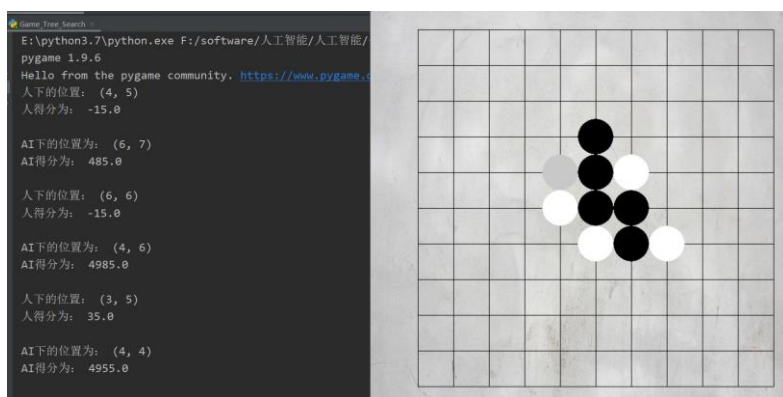 Game_Tree_Search
E:\python3.7\python.exe F:/software/人工智能/人工智能/
pygame 1.9.6
Hello from the pygame community. https://www.pygame.
人下的位置： (4, 5)
人得分为： -15.0
AI下的位置为： (6, 7)
AI得分为： 485.0
人下的位置： (6, 6)
人得分为： -15.0
AI下的位置为： (4, 6)
AI得分为： 4985.0
人下的位置： (3, 5)
人得分为： 35.0
AI下的位置为： (4, 4)
AI得分为： 4955.0